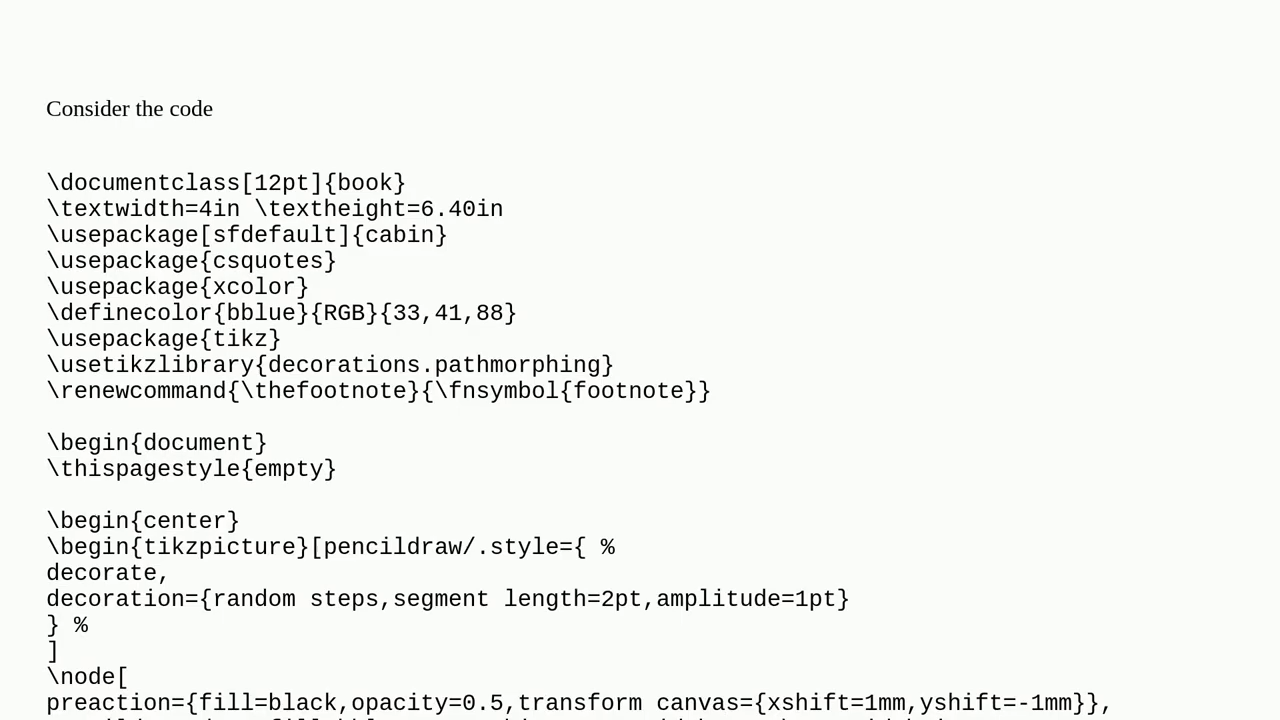 Consider the code
\documentclass[12pt]{book}
\textwidth=4in \textheight=6.40in
\usepackage[sfdefault]{cabin}
\usepackage{csquotes}
\usepackage{xcolor}
\definecolor{bblue}{RGB}{33,41,88}
\usepackage{tikz}
\usetikzlibrary{decorations.pathmorphing}
\renewcommand{\thefootnote}{\fnsymbol{footnote}}
\begin{document}
\thispagestyle{empty}
\begin{center}
\begin{tikzpicture}[pencildraw/.style={ %
decorate,
decoration={random steps,segment length=2pt,amplitude=1pt}
} %
]
\node[
preaction={fill=black,opacity=0.5,transform canvas={xshift=1mm,yshift=-1mm}},